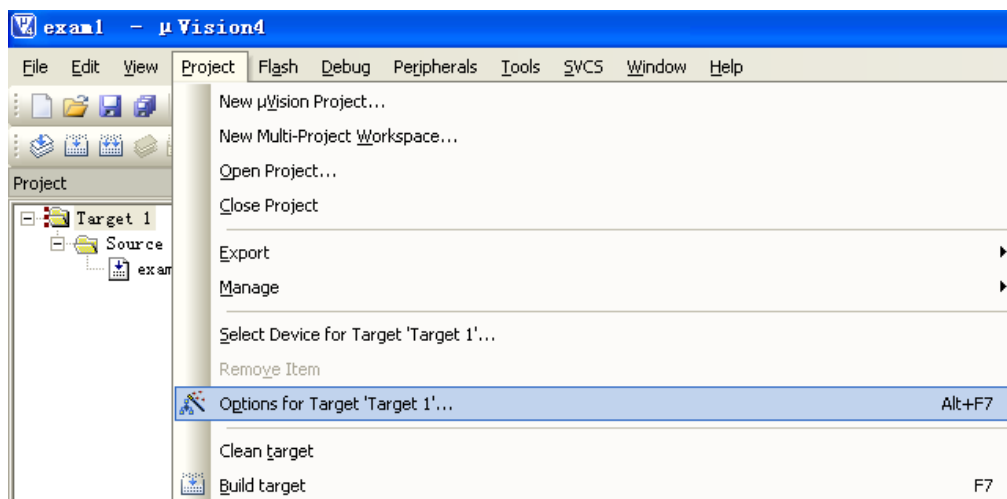 exam1 - μVision4
File Edit View Project Flash Debug Peripherals Tools SVCS Window Help
New μVision Project...
New Multi-Project Workspace...
Open Project...
Project
Close Project
Target 1
Source
exam
Export
Manage
Select Device for Target 'Target 1'...
Remove Item
Options for Target 'Target 1'... Alt+F7
Clean target
Build target F7